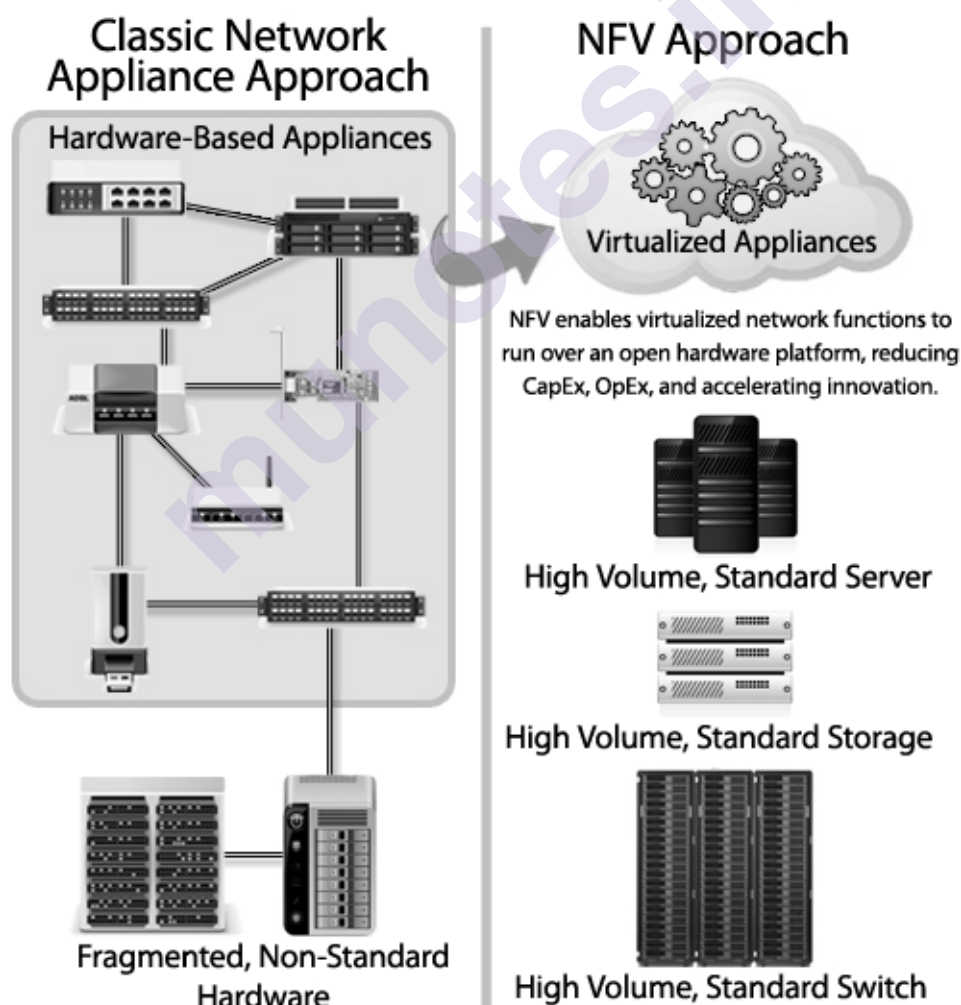 Classic Network
Appliance Approach
Hardware-Based Appliances
ADSL
Fragmented, Non-Standard
Hardware
NFV Approach
Virtualized Appliances
NFV enables virtualized network functions to
run over an open hardware platform, reducing
CapEx, OpEx, and accelerating innovation.
High Volume, Standard Server
High Volume, Standard Storage
High Volume, Standard Switch